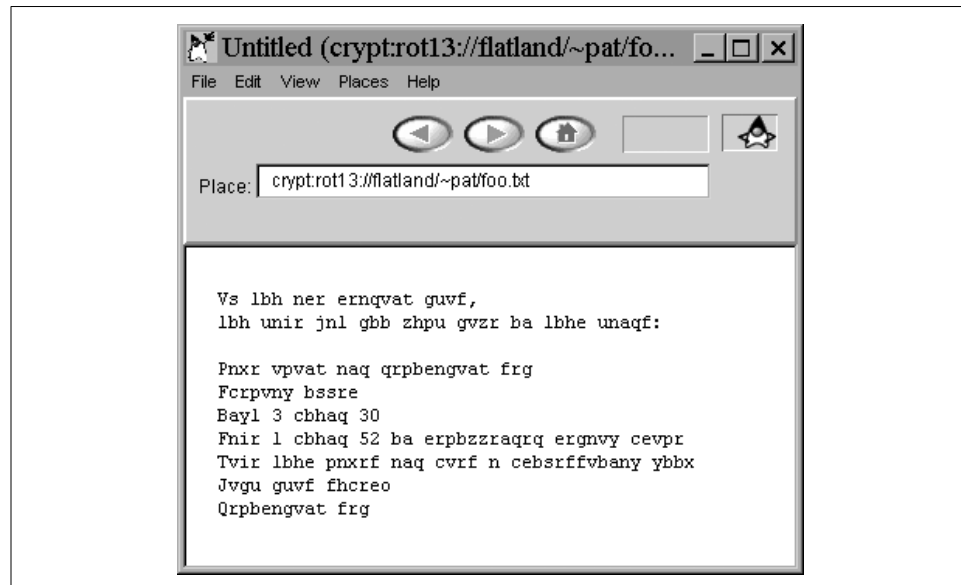 Untitled (crypt:rot13://flatland/~pat/fo...
File Edit View Places Help
Place: crypt:rot13://flatland/~pat/foo.txt
Vs lbh ner ernqvat guvf,
lbh unir jnl gbb zhpu gvzr ba lbhe unaqf:
Pnxr vpvat naq qrpbengvat frg
Fcrpvny bssre
Bayl 3 cbhaq 30
Fnir 1 cbhaq 52 ba erpbzzraqrq ergnvy cevpr
Tvir lbhe pnxrf naq cvrf n cebsrffvbany ybbx
Jvgu guvf fhcreo
Qrpbengvat frg